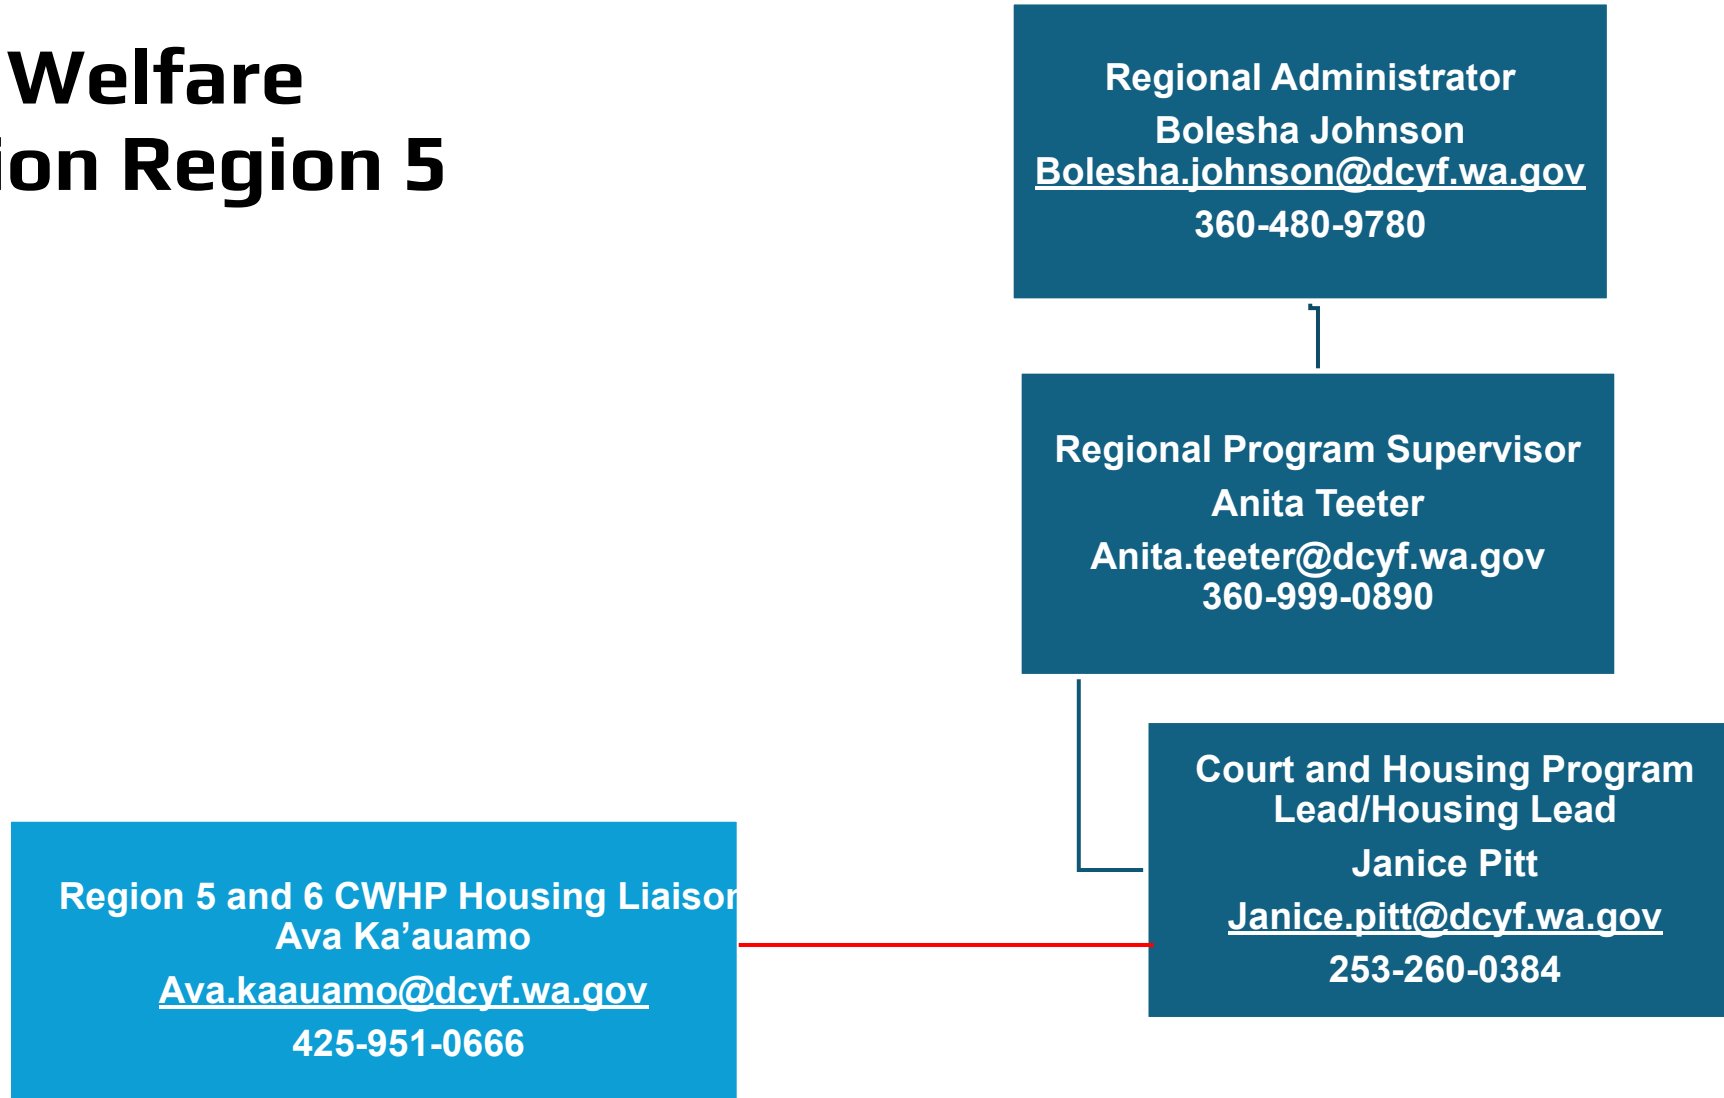 Welfare
ion Region 5
Regional Administrator
Bolesha Johnson
Bolesha.johnson@dcyf.wa.gov
360-480-9780
Regional Program Supervisor
Anita Teeter
Anita.teeter@dcyf.wa.gov
360-999-0890
Court and Housing Program
Lead/Housing Lead
Janice Pitt
Janice.pitt@dcyf.wa.gov
253-260-0384
Region 5 and 6 CWHP Housing Liaison
Ava Ka’auamo
Ava.kaauamo@dcyf.wa.gov
425-951-0666